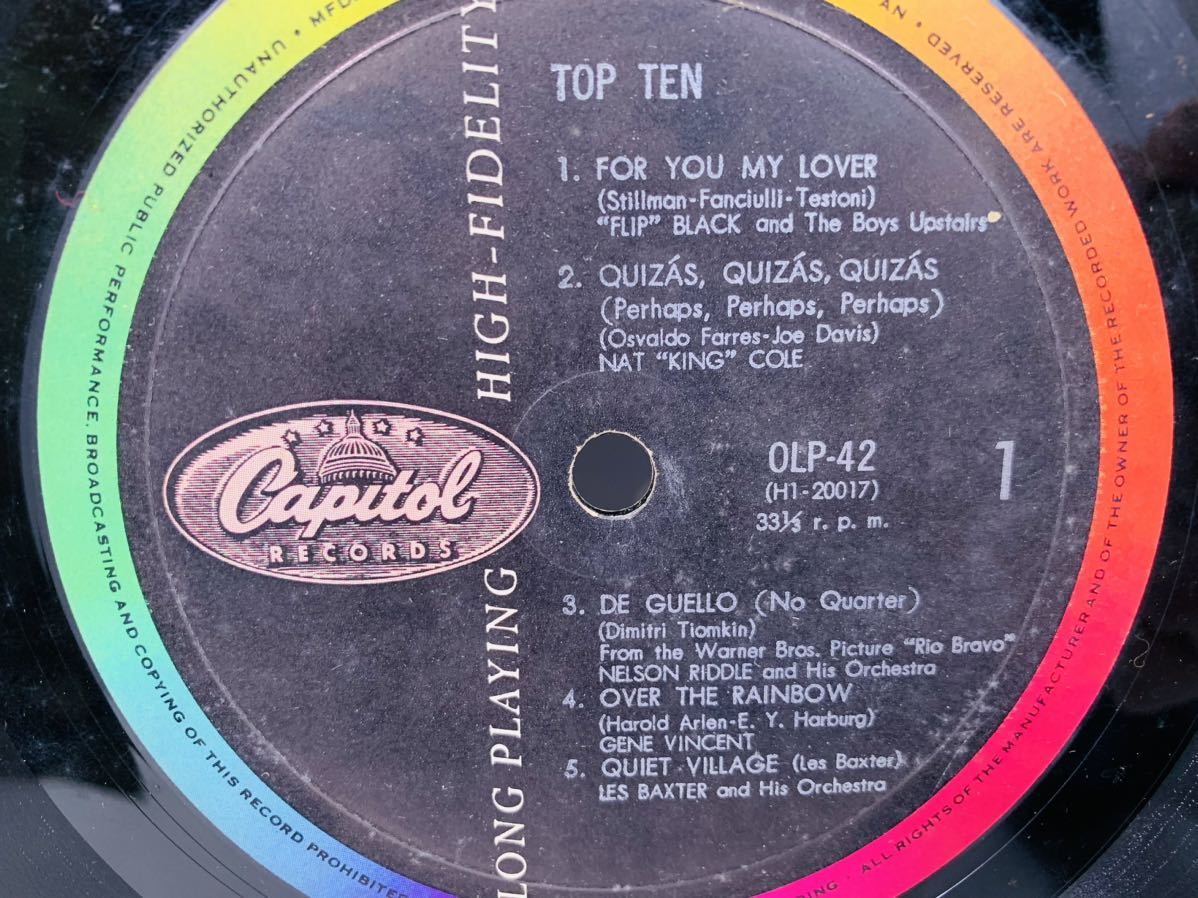 TOP TEN
1. FOR YOU MY LOVER
(Stillman-Fanciulli-Testoni)
"FLIP" BLACK and The Boys Upstairs
2. QUIZÁS, QUIZÁS, QUIZÁS
(Perhaps, Perhaps, Perhaps)
(Osvaldo Farres-Joe Davis)
NAT "KING" COLE
OLP-42
(H1-20017)
33⅓ r. p. m.
1
3. DE GUELLO (No Quarter)
(Dimitri Tiomkin)
From the Warner Bros. Picture "Rio Bravo"
NELSON RIDDLE and His Orchestra
4. OVER THE RAINBOW
(Harold Arlen-E. Y. Harburg)
GENE VINCENT
5. QUIET VILLAGE (Les Baxter)
LES BAXTER and His Orchestra
Capitol
RECORDS
LONG PLAYING HIGH-FIDELITY
MFD.
ALL RIGHTS OF THE MANUFACTURER AND OF THE OWNER OF THE RECORDED WORK ARE RESERVED •
UNAUTHORIZED PUBLIC PERFORMANCE, BROADCASTING AND COPYING OF THIS RECORD PROHIBITED